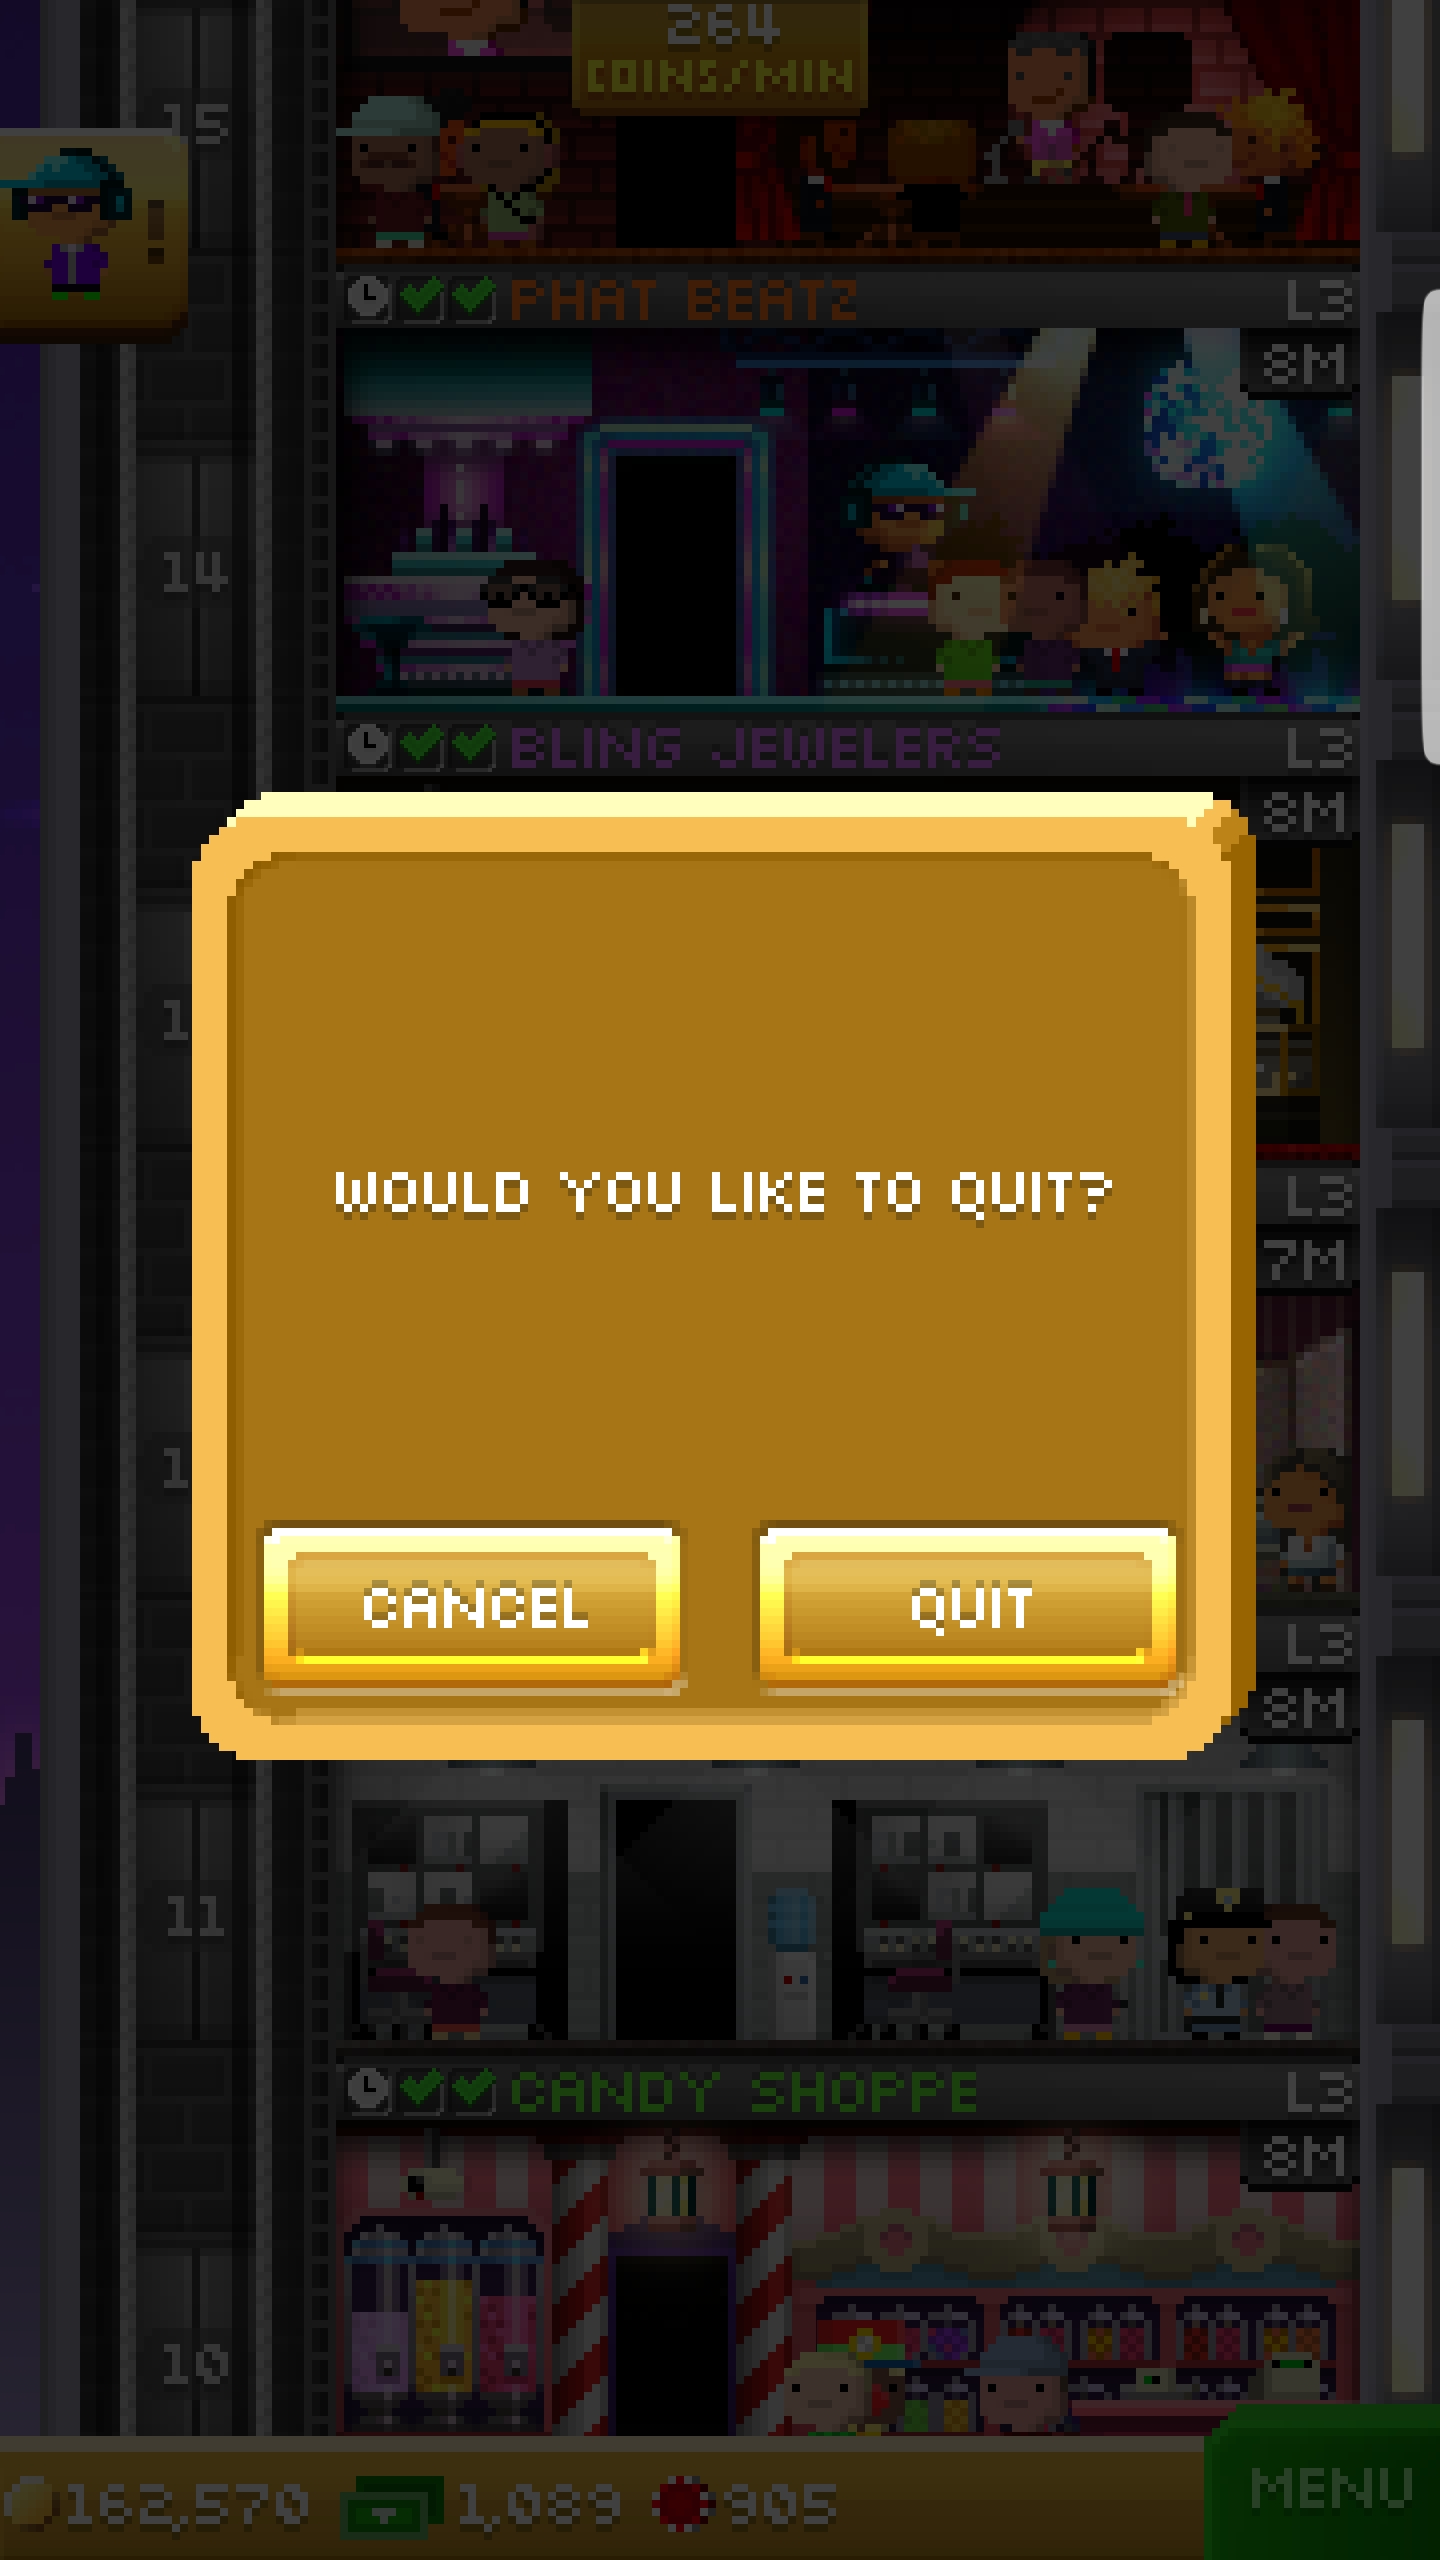 264
COINS/MIN
15
!
PHAT BEATZ L3
8M
14
BLING JEWELERS L3
8M
1
L3
7M
WOULD YOU LIKE TO QUIT?
1
CANCEL QUIT
L3
8M
11
CANDY SHOPPE L3
8M
10
162,570 1,089 905 MENU